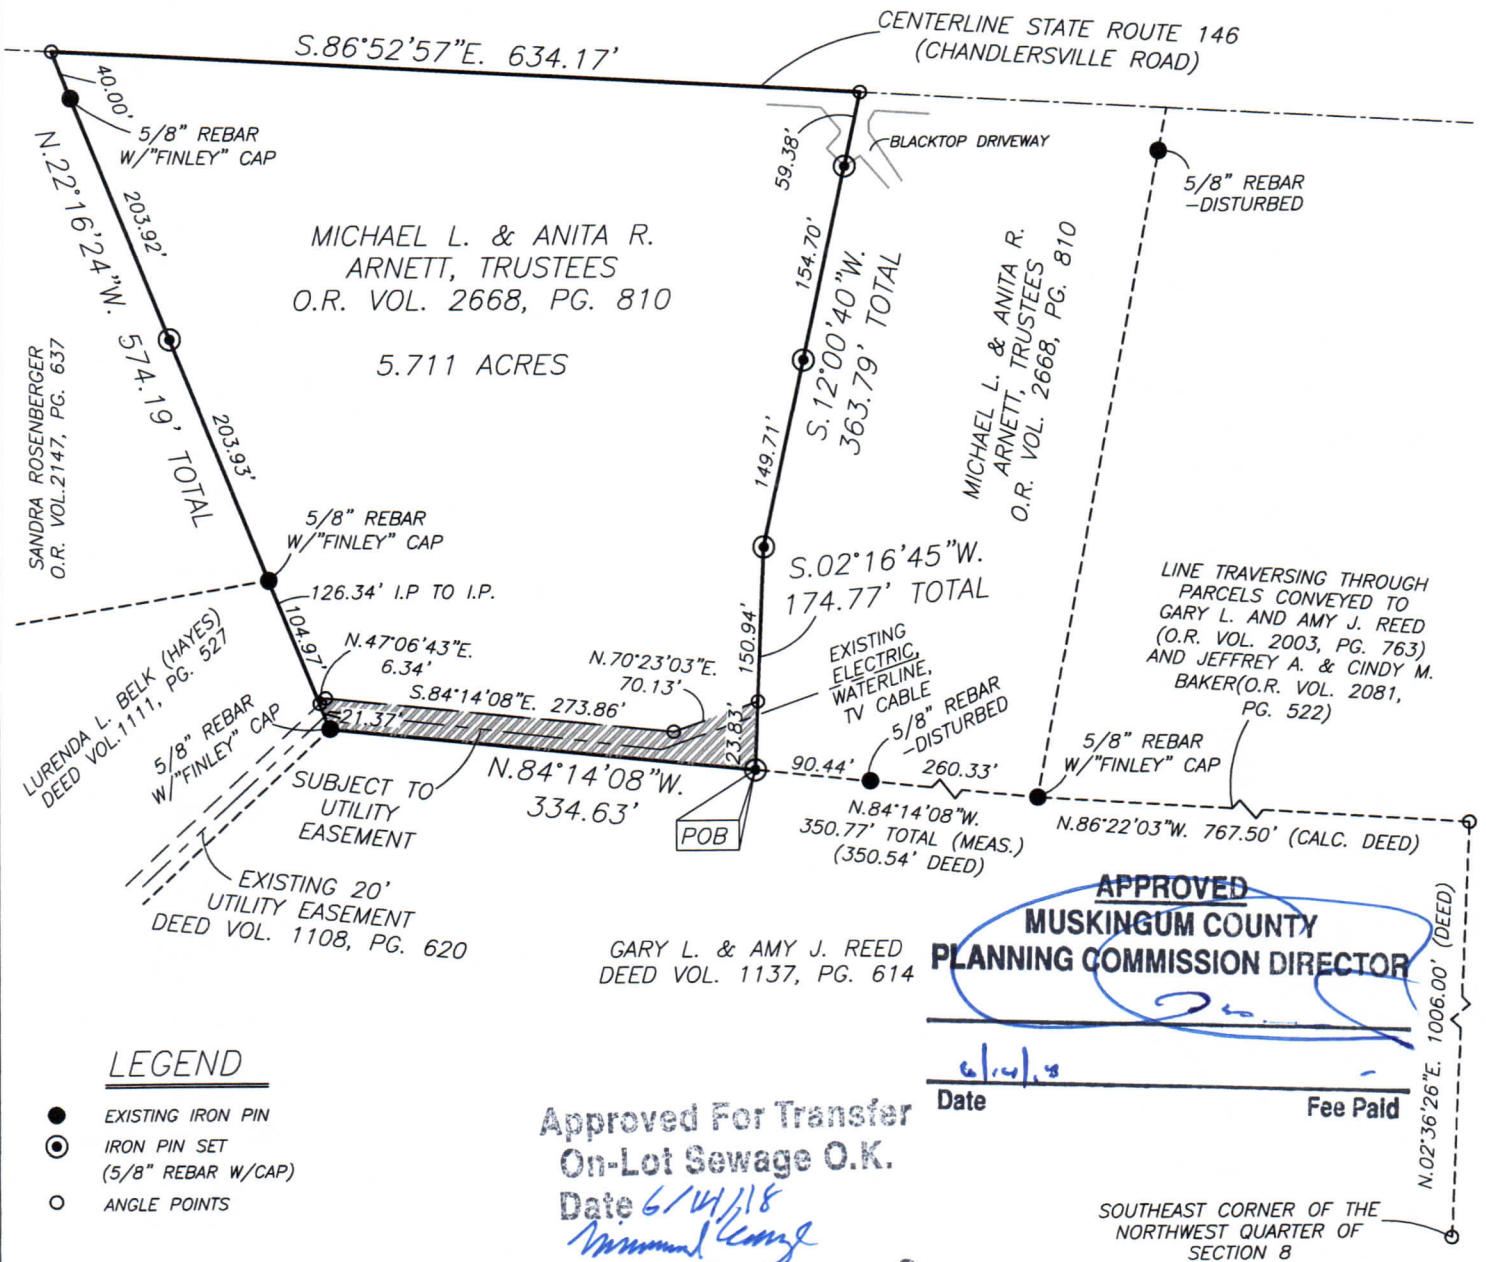 CENTERLINE STATE ROUTE 146
(CHANDLERSVILLE ROAD)
S.86°52'57"E. 634.17'
40.00'
5/8" REBAR
W/"FINLEY" CAP
BLACKTOP DRIVEWAY
59.38'
5/8" REBAR
-DISTURBED
N.22°16'24"W. 574.19' TOTAL
203.92'
MICHAEL L. & ANITA R.
ARNETT, TRUSTEES
O.R. VOL. 2668, PG. 810
5.711 ACRES
154.70'
S.12°00'40"W.
363.79' TOTAL
MICHAEL L. & ANITA R.
ARNETT, TRUSTEES
O.R. VOL. 2668, PG. 810
SANDRA ROSENBERGER
O.R. VOL.2147, PG. 637
203.93'
149.71'
5/8" REBAR
W/"FINLEY" CAP
126.34' I.P TO I.P.
S.02°16'45"W.
174.77' TOTAL
LINE TRAVERSING THROUGH
PARCELS CONVEYED TO
GARY L. AND AMY J. REED
(O.R. VOL. 2003, PG. 763)
AND JEFFREY A. & CINDY M.
BAKER(O.R. VOL. 2081,
PG. 522)
LURENDA L. BELK (HAYES)
DEED VOL.1111, PG. 527
104.97'
N.47°06'43"E.
6.34'
N.70°23'03"E.
70.13'
150.94'
EXISTING
ELECTRIC,
WATERLINE,
TV CABLE
S.84°14'08"E. 273.86'
5/8" REBAR
W/"FINLEY" CAP
21.37'
23.83'
5/8" REBAR
-DISTURBED
5/8" REBAR
W/"FINLEY" CAP
N.84°14'08"W.
334.63'
SUBJECT TO
UTILITY
EASEMENT
POB
90.44'
260.33'
N.84°14'08"W.
350.77' TOTAL (MEAS.)
(350.54' DEED)
N.86°22'03"W. 767.50' (CALC. DEED)
EXISTING 20'
UTILITY EASEMENT
DEED VOL. 1108, PG. 620
GARY L. & AMY J. REED
DEED VOL. 1137, PG. 614
APPROVED
MUSKINGUM COUNTY
PLANNING COMMISSION DIRECTOR
Date
Fee Paid
N.02°36'26"E. 1006.00' (DEED)
LEGEND
EXISTING IRON PIN
IRON PIN SET
(5/8" REBAR W/CAP)
ANGLE POINTS
Approved For Transfer
On-Lot Sewage O.K.
Date 6/14/18
SOUTHEAST CORNER OF THE
NORTHWEST QUARTER OF
SECTION 8